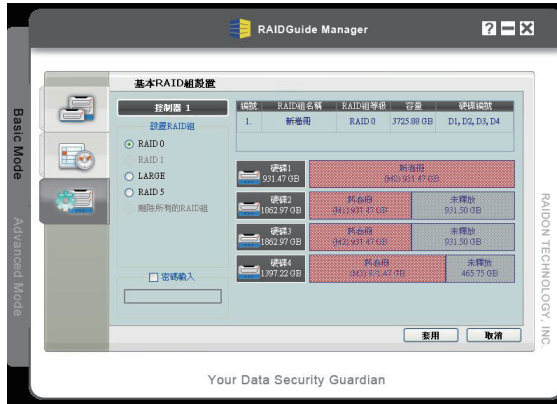 RAIDGuide Manager
Basic Mode
Advanced Mode
基本RAID組設置
控制器 1
設置RAID組
RAID 0
RAID 1
LARGE
RAID 5
刪除所有的RAID組
密碼輸入
編號 RAID組名稱 RAID組等級 容量 硬碟編號
1. 新卷冊 RAID 0 3725.88 GB D1, D2, D3, D4
硬碟1
931.47 GB
新卷冊
(M0) 931.47 GB
硬碟2
1862.97 GB
新卷冊
(M1) 931.47 GB
未釋放
931.50 GB
硬碟3
1862.97 GB
新卷冊
(M2) 931.47 GB
未釋放
931.50 GB
硬碟4
1397.22 GB
新卷冊
(M3) 931.47 GB
未釋放
465.75 GB
套用
取消
RAIDON TECHNOLOGY, INC.
Your Data Security Guardian